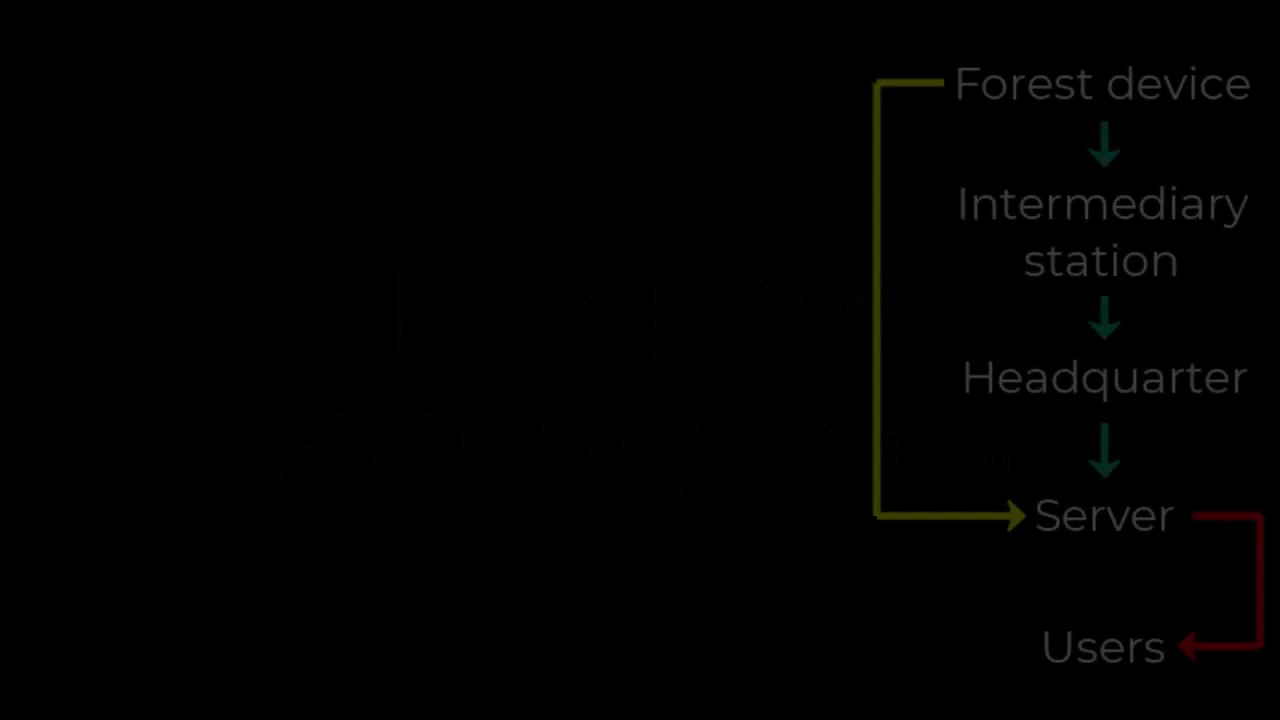 Forest device
Intermediary
station
Headquarter
Server
Users